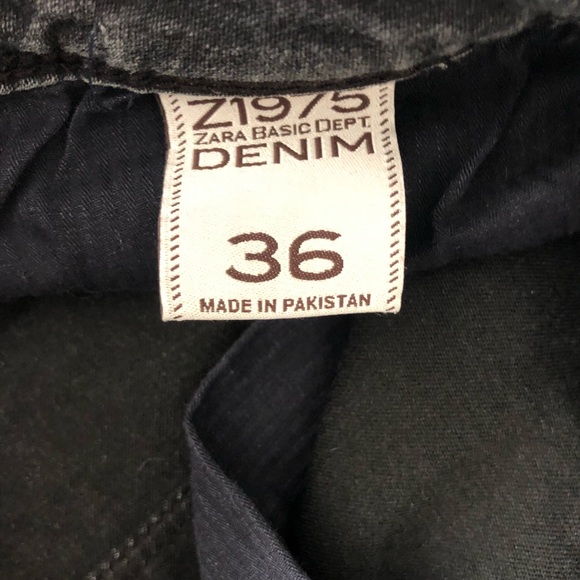 Z1975
ZARA BASIC DEPT.
DENIM
36
MADE IN PAKISTAN